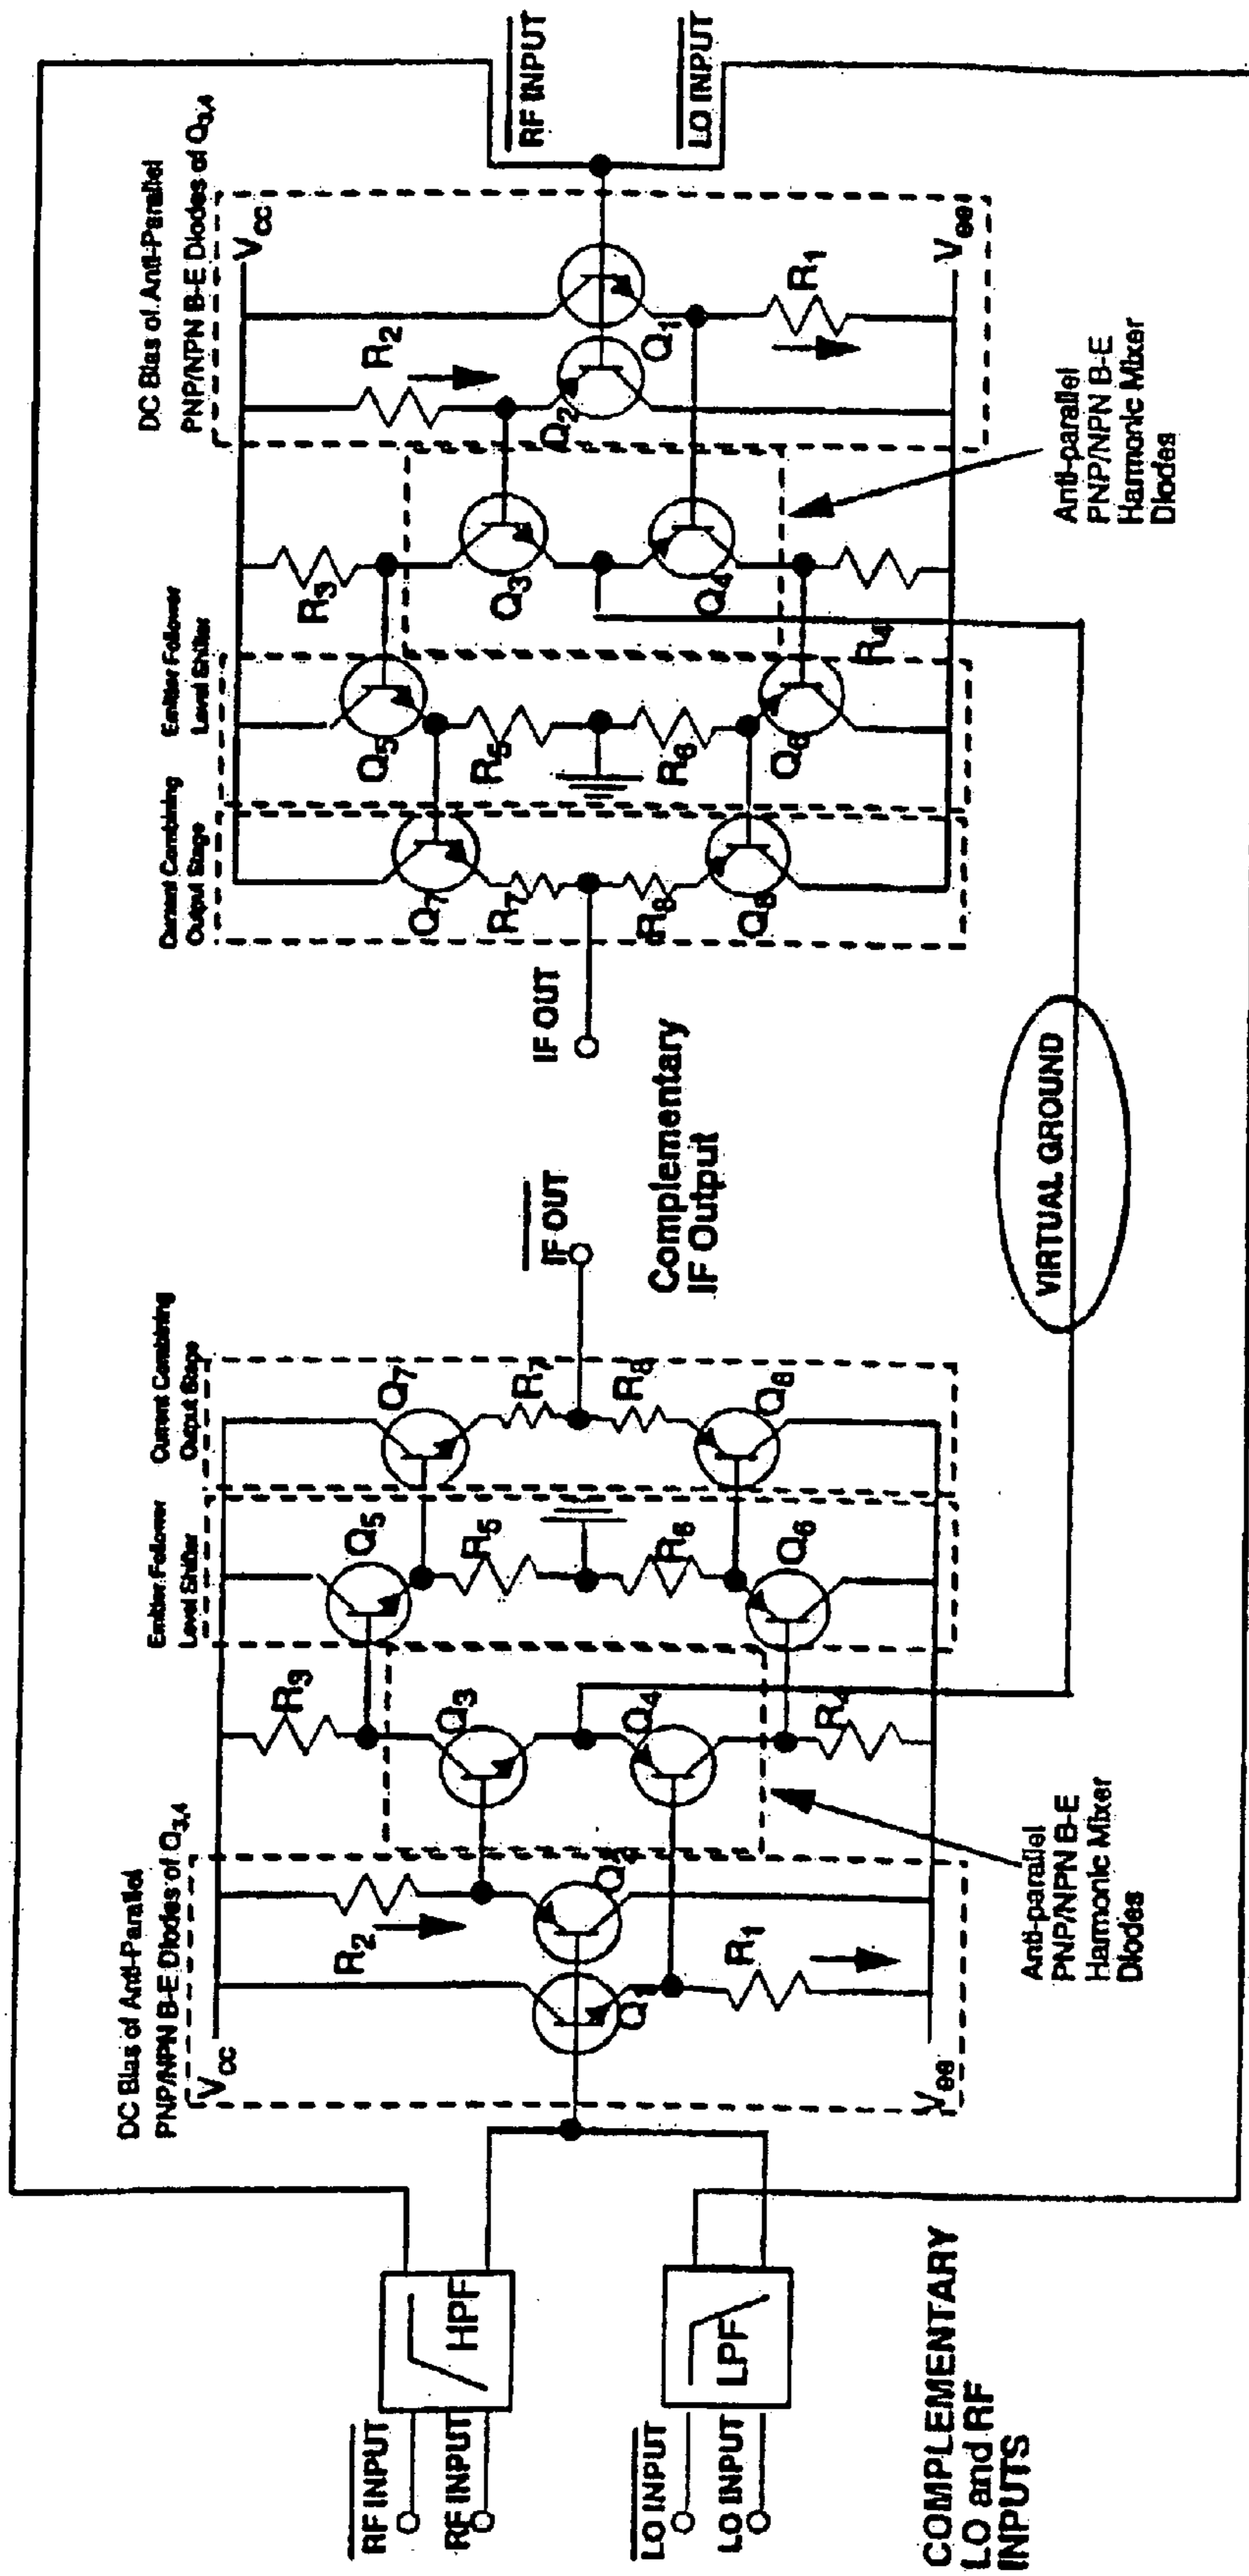 DC Bias of Anti-Parallel
PNP/NPN B-E Diodes of Q3,4
Emitter Follower
Level Shifter
Current Combining
Output Stage
VCC
R2
R3
Q5
Q7
Q3
R5
R7
Q2
Q
Q4
R6
R8
R1
R4
Q6
Q8
Vee
IF OUT
Complementary
IF Output
Anti-parallel
PNP/NPN B-E
Harmonic Mixer
Diodes
RF INPUT
RF INPUT
HPF
LO INPUT
LO INPUT
LPF
COMPLEMENTARY
LO and RF
INPUTS
VIRTUAL GROUND
Current Combining
Output Stage
Emitter Follower
Level Shifter
DC Bias of Anti-Parallel
PNP/NPN B-E Diodes of Q3,4
VCC
R3
R2
Q5
Q7
Q3
R5
R7
Q2
Q1
Q4
R6
R8
R1
R4
Q6
Q8
Vee
IF OUT
RF INPUT
LO INPUT
Anti-parallel
PNP/NPN B-E
Harmonic Mixer
Diodes